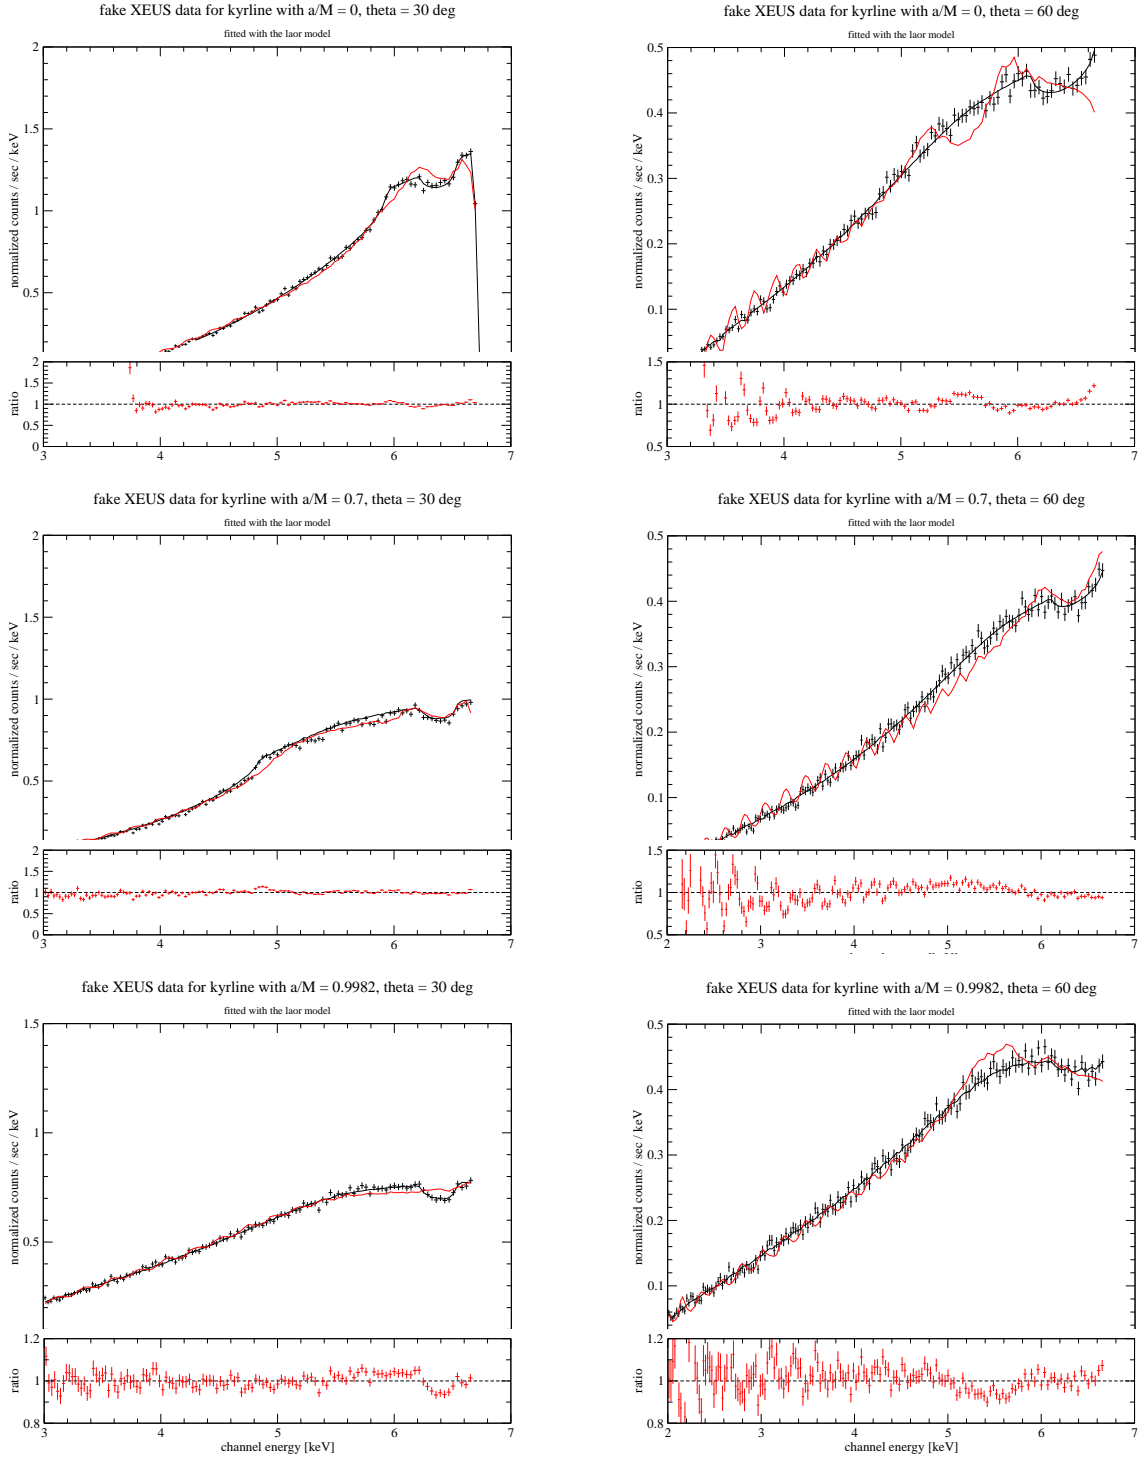 fake XEUS data for kyrline with a/M = 0, theta = 30 deg
fitted with the laor model
normalized counts / sec / keV
2
1.5
1
0.5
ratio
2
1.5
1
0.5
0
3 4 5 6 7
fake XEUS data for kyrline with a/M = 0, theta = 60 deg
fitted with the laor model
normalized counts / sec / keV
0.5
0.4
0.3
0.2
0.1
ratio
1.5
1
0.5
3 4 5 6 7
fake XEUS data for kyrline with a/M = 0.7, theta = 30 deg
fitted with the laor model
normalized counts / sec / keV
2
1.5
1
0.5
ratio
2
1.5
1
0.5
0
3 4 5 6 7
fake XEUS data for kyrline with a/M = 0.7, theta = 60 deg
fitted with the laor model
normalized counts / sec / keV
0.5
0.4
0.3
0.2
0.1
ratio
1.5
1
0.5
2 3 4 5 6 7
fake XEUS data for kyrline with a/M = 0.9982, theta = 30 deg
fitted with the laor model
normalized counts / sec / keV
1.5
1
0.5
ratio
1.2
1
0.8
3 4 5 6 7
channel energy [keV]
fake XEUS data for kyrline with a/M = 0.9982, theta = 60 deg
fitted with the laor model
normalized counts / sec / keV
0.5
0.4
0.3
0.2
0.1
ratio
1.2
1
0.8
2 3 4 5 6 7
channel energy [keV]